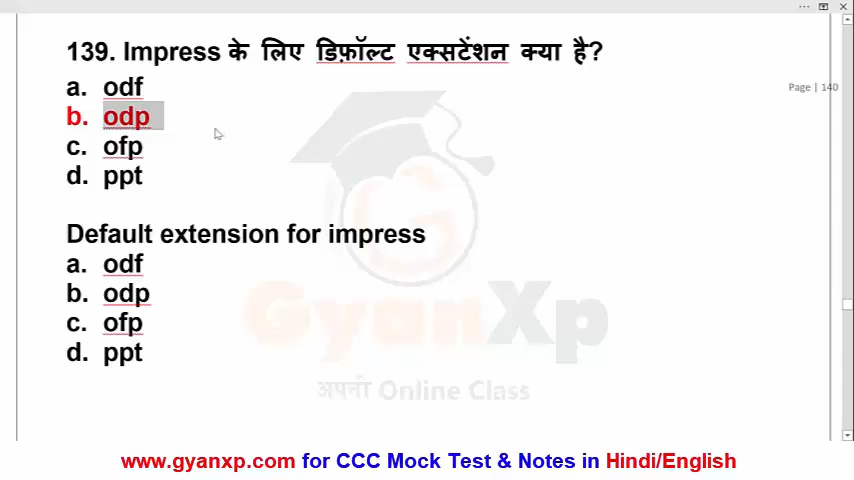 139. Impress के लिए डिफ़ॉल्ट एक्सटेंशन क्या है?
Page | 140
a. odf
b. odp
c. ofp
d. ppt
Default extension for impress
a. odf
b. odp
c. ofp
d. ppt
GyanXp
अपनी Online Class
www.gyanxp.com for CCC Mock Test & Notes in Hindi/English